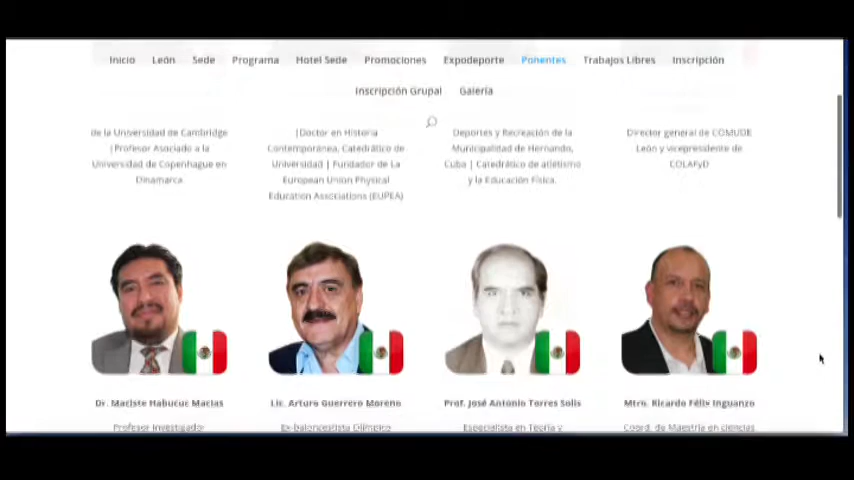 Inicio León Sede Programa Hotel Sede Promociones Expodeporte Ponentes Trabajos Libres Inscripción
Inscripción Grupal Galería
de la Universidad de Cambridge
|Profesor Asociado a la
Universidad de Copenhague en
Dinamarca
|Doctor en Historia
Contemporánea, Catedrático de
Universidad | Fundador de La
European Union Physical
Education Associations (EUPEA)
Deportes y Recreación de la
Municipalidad de Hernando,
Cuba | Catedrático de atletismo
y la Educación Física.
Director general de COMUDE
León y vicepresidente de
COLAFyD
Dr. Maciste Habucuc Macías
Profesor Investigador
Lic. Arturo Guerrero Moreno
Ex-baloncestista Olímpico
Prof. José Antonio Torres Solís
Especialista en Teoría y
Mtro. Ricardo Félix Inguanzo
Coord. de Maestría en ciencias